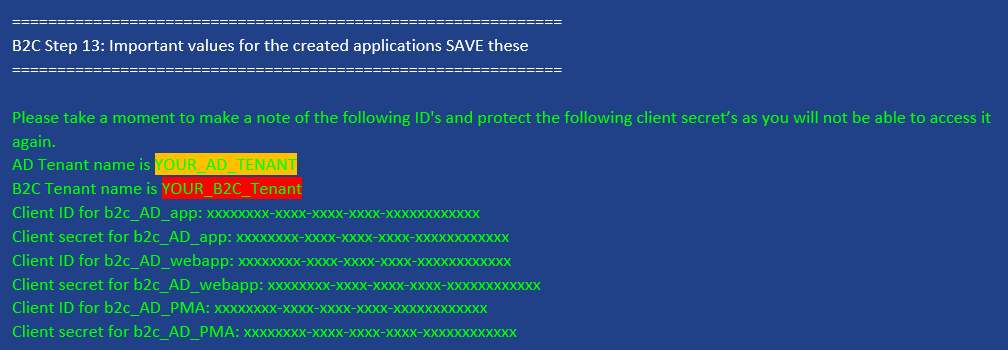 ==============================================================
B2C Step 13: Important values for the created applications SAVE these
==============================================================
Please take a moment to make a note of the following ID's and protect the following client secret’s as you will not be able to access it
again.
AD Tenant name is YOUR_AD_TENANT
B2C Tenant name is YOUR_B2C_Tenant
Client ID for b2c_AD_app: xxxxxxxx-xxxx-xxxx-xxxx-xxxxxxxxxxxx
Client secret for b2c_AD_app: xxxxxxxx-xxxx-xxxx-xxxx-xxxxxxxxxxxx
Client ID for b2c_AD_webapp: xxxxxxxx-xxxx-xxxx-xxxx-xxxxxxxxxxxx
Client secret for b2c_AD_webapp: xxxxxxxx-xxxx-xxxx-xxxx-xxxxxxxxxxxx
Client ID for b2c_AD_PMA: xxxxxxxx-xxxx-xxxx-xxxx-xxxxxxxxxxxx
Client secret for b2c_AD_PMA: xxxxxxxx-xxxx-xxxx-xxxx-xxxxxxxxxxxx